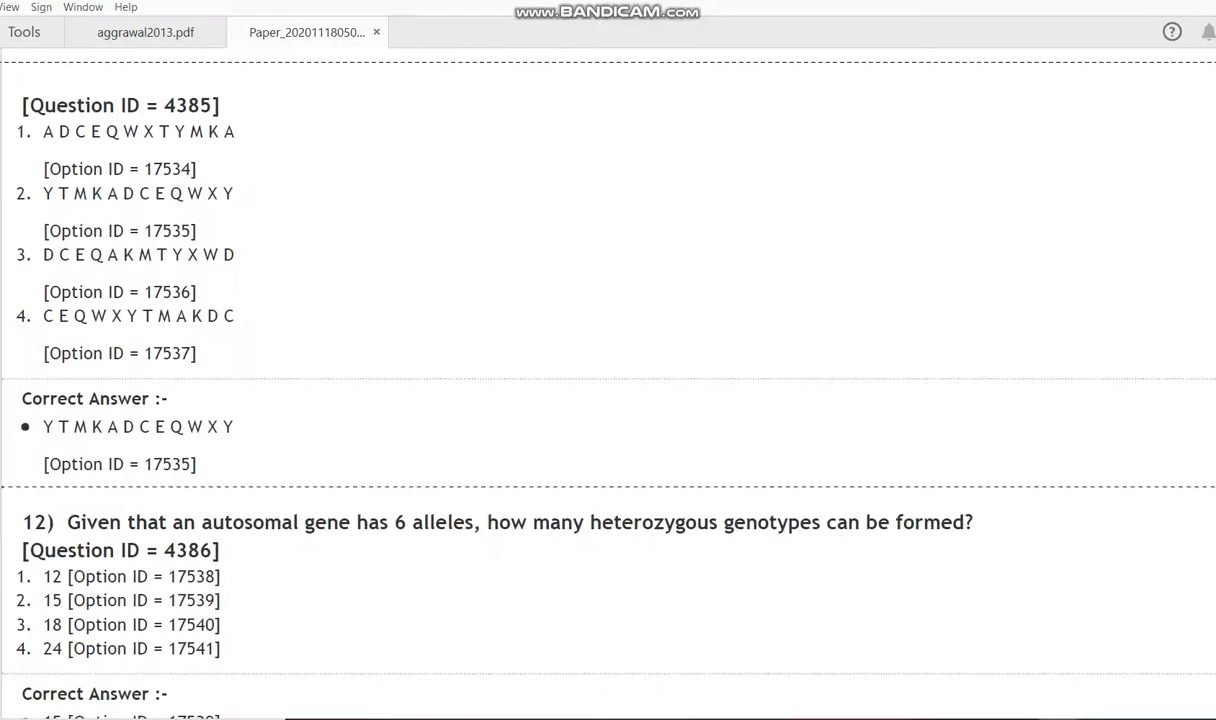 View Sign Window Help
www.BANDICAM.com
Tools aggrawal2013.pdf Paper_20201118050... × ?
[Question ID = 4385]
1. A D C E Q W X T Y M K A
[Option ID = 17534]
2. Y T M K A D C E Q W X Y
[Option ID = 17535]
3. D C E Q A K M T Y X W D
[Option ID = 17536]
4. C E Q W X Y T M A K D C
[Option ID = 17537]
Correct Answer :-
• Y T M K A D C E Q W X Y
[Option ID = 17535]
12) Given that an autosomal gene has 6 alleles, how many heterozygous genotypes can be formed?
[Question ID = 4386]
1. 12 [Option ID = 17538]
2. 15 [Option ID = 17539]
3. 18 [Option ID = 17540]
4. 24 [Option ID = 17541]
Correct Answer :-
• 15 [Option ID = 17539]